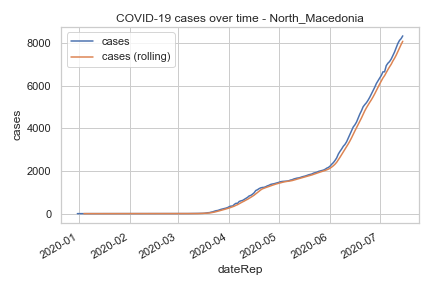 COVID-19 cases over time - North_Macedonia
cases
cases (rolling)
8000
6000
4000
2000
0
cases
2020-01
2020-02
2020-03
2020-04
2020-05
2020-06
2020-07
dateRep